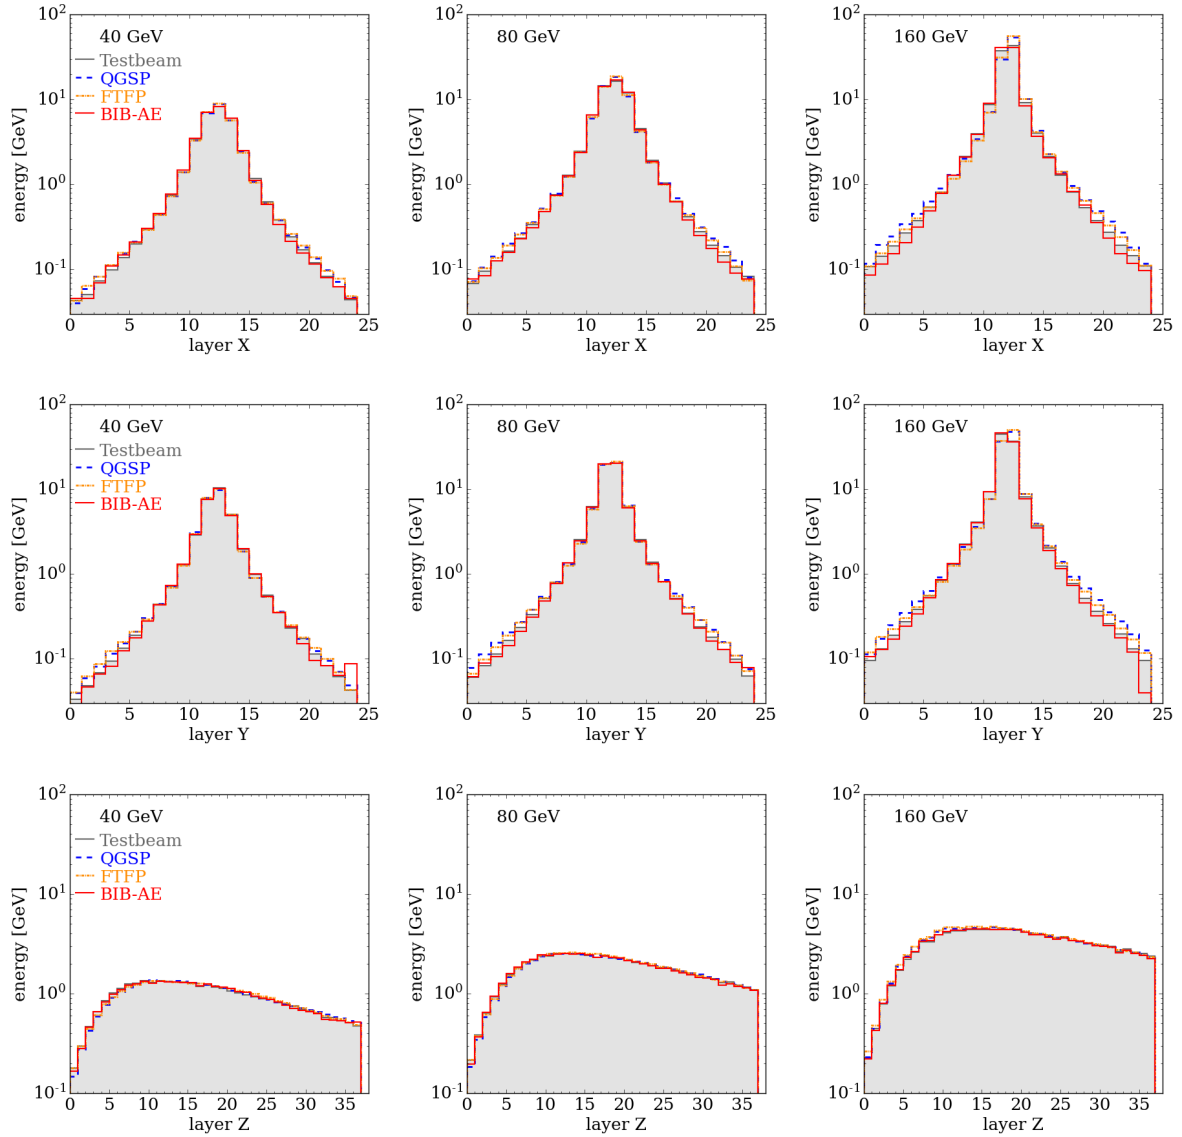 10²
10¹
10⁰
10⁻¹
energy [GeV]
40 GeV
Testbeam
QGSP
FTFP
BIB-AE
0 5 10 15 20 25
layer X
10²
10¹
10⁰
10⁻¹
energy [GeV]
80 GeV
0 5 10 15 20 25
layer X
10²
10¹
10⁰
10⁻¹
energy [GeV]
160 GeV
0 5 10 15 20 25
layer X
10²
10¹
10⁰
10⁻¹
energy [GeV]
40 GeV
Testbeam
QGSP
FTFP
BIB-AE
0 5 10 15 20 25
layer Y
10²
10¹
10⁰
10⁻¹
energy [GeV]
80 GeV
0 5 10 15 20 25
layer Y
10²
10¹
10⁰
10⁻¹
energy [GeV]
160 GeV
0 5 10 15 20 25
layer Y
10²
10¹
10⁰
10⁻¹
energy [GeV]
40 GeV
Testbeam
QGSP
FTFP
BIB-AE
0 5 10 15 20 25 30 35
layer Z
10²
10¹
10⁰
10⁻¹
energy [GeV]
80 GeV
0 5 10 15 20 25 30 35
layer Z
10²
10¹
10⁰
10⁻¹
energy [GeV]
160 GeV
0 5 10 15 20 25 30 35
layer Z